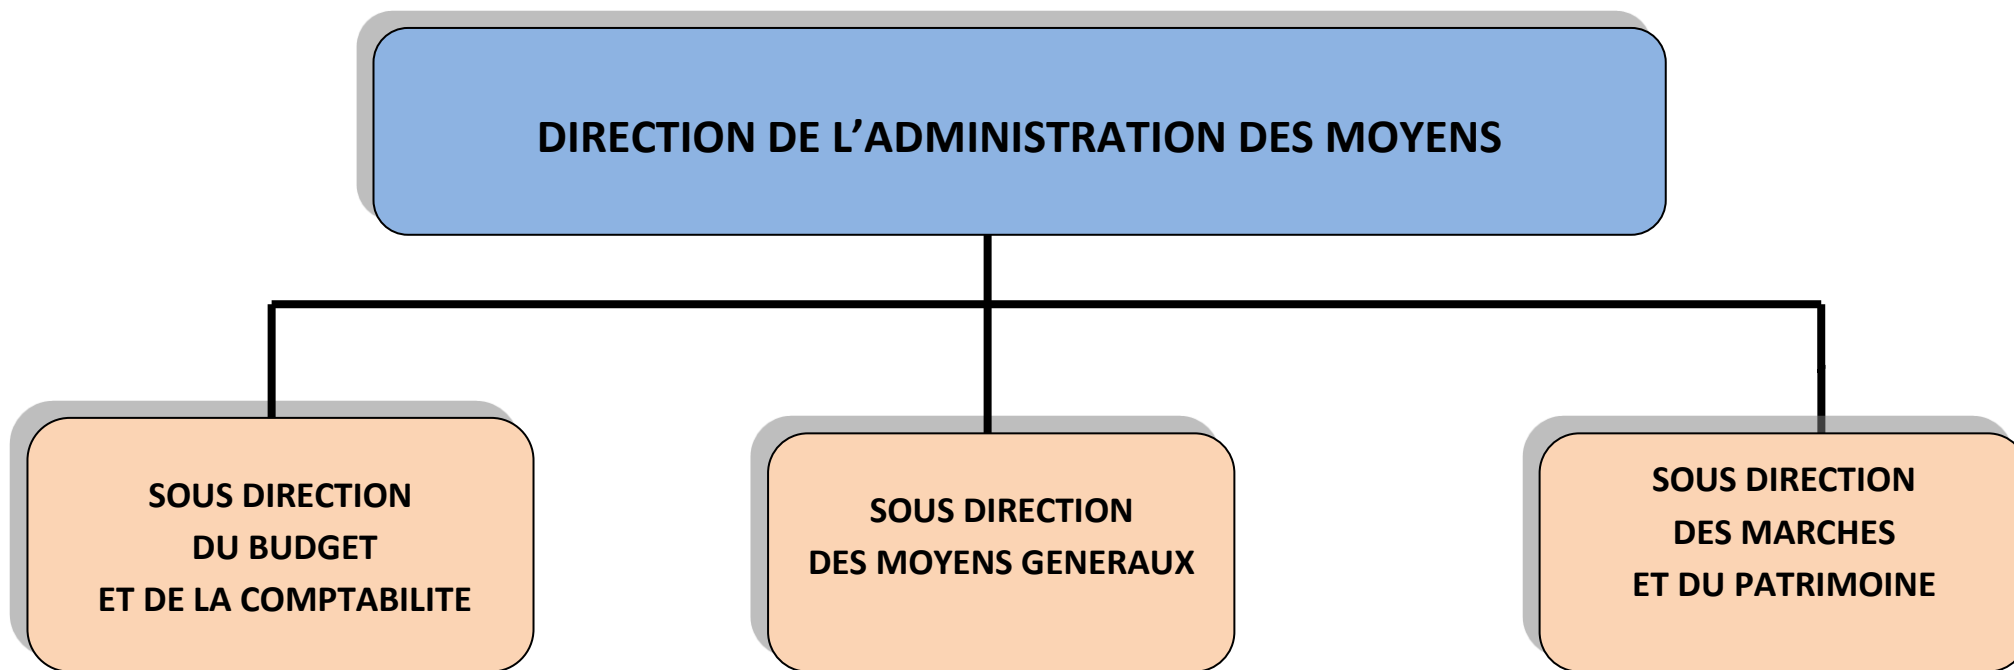 DIRECTION DE L’ADMINISTRATION DES MOYENS
SOUS DIRECTION
DU BUDGET
ET DE LA COMPTABILITE
SOUS DIRECTION
DES MOYENS GENERAUX
SOUS DIRECTION
DES MARCHES
ET DU PATRIMOINE